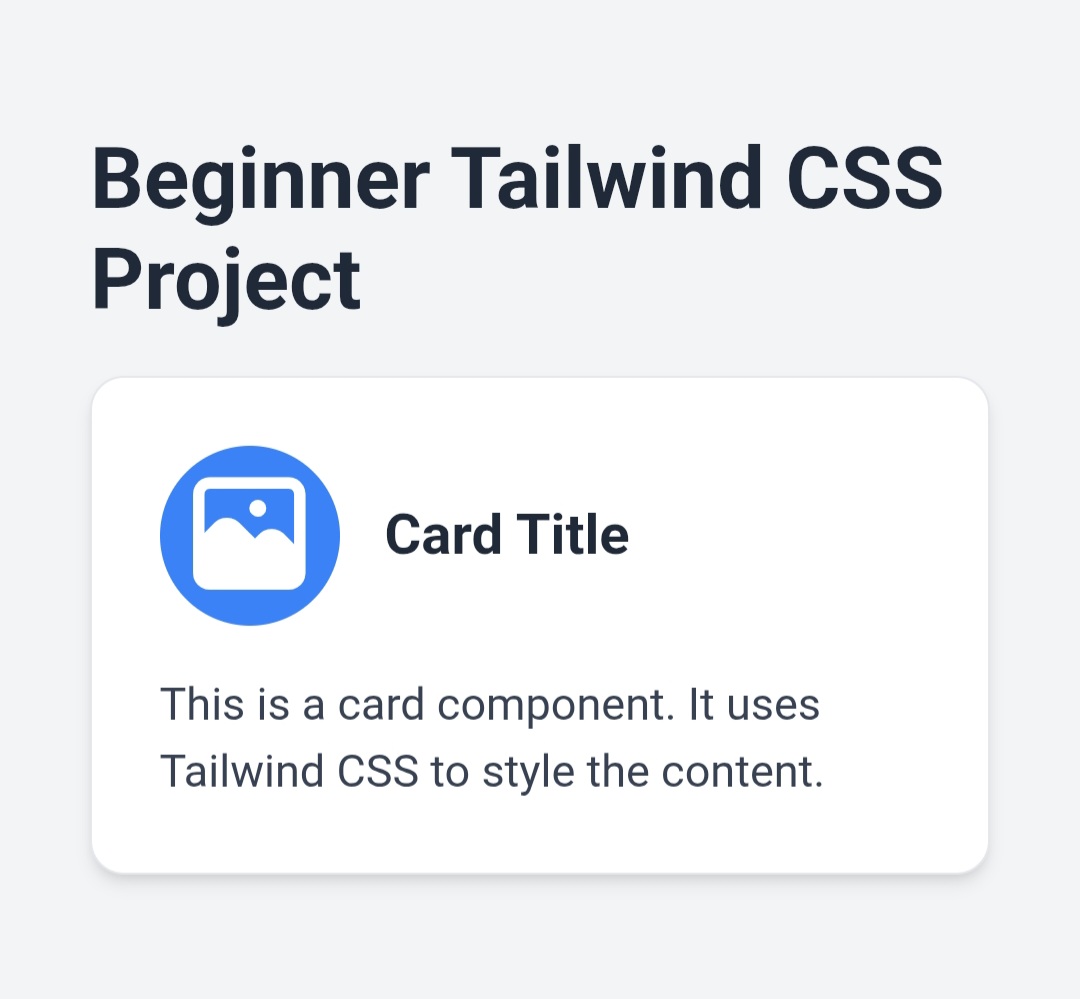 Beginner Tailwind CSS
Project
Card Title
This is a card component. It uses
Tailwind CSS to style the content.